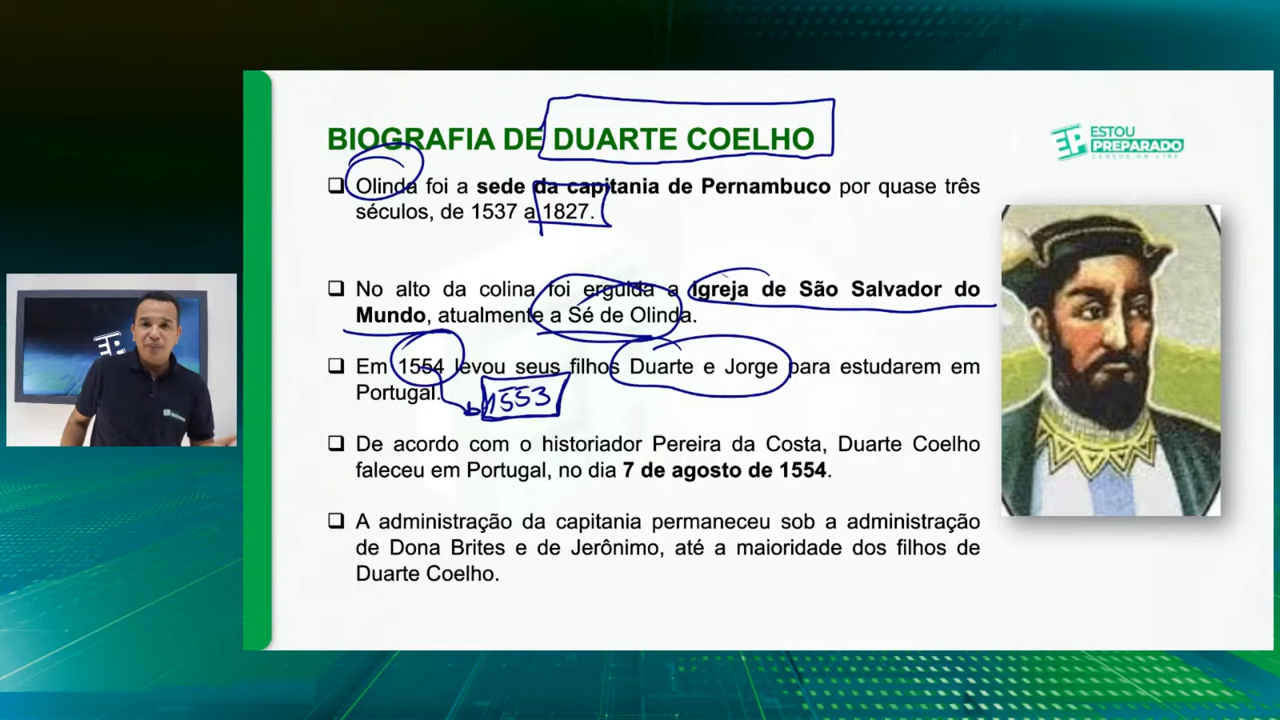 BIOGRAFIA DE DUARTE COELHO
ESTOU
PREPARADO
CURSOS ON LINE
❑ Olinda foi a sede da capitania de Pernambuco por quase três
séculos, de 1537 a 1827.
❑ No alto da colina foi erguida a Igreja de São Salvador do
Mundo, atualmente a Sé de Olinda.
❑ Em 1554 levou seus filhos Duarte e Jorge para estudarem em
Portugal.
1553
❑ De acordo com o historiador Pereira da Costa, Duarte Coelho
faleceu em Portugal, no dia 7 de agosto de 1554.
❑ A administração da capitania permaneceu sob a administração
de Dona Brites e de Jerônimo, até a maioridade dos filhos de
Duarte Coelho.